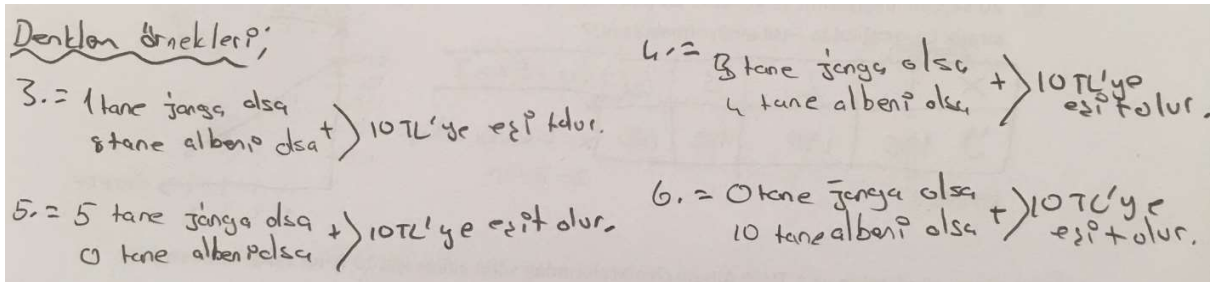 Denklem örnekleri;
3.= 1 tane janga olsa
8 tane albeni olsa + > 10 TL'ye eşit olur.
4.= 3 tane janga olsa
4 tane albeni olsa + > 10 TL'ye
eşit olur.
5.= 5 tane janga olsa
0 tane albeni olsa + > 10TL'ye eşit olur.
6.= 0 tane janga olsa
10 tane albeni olsa + > 10 TL'ye
eşit olur.